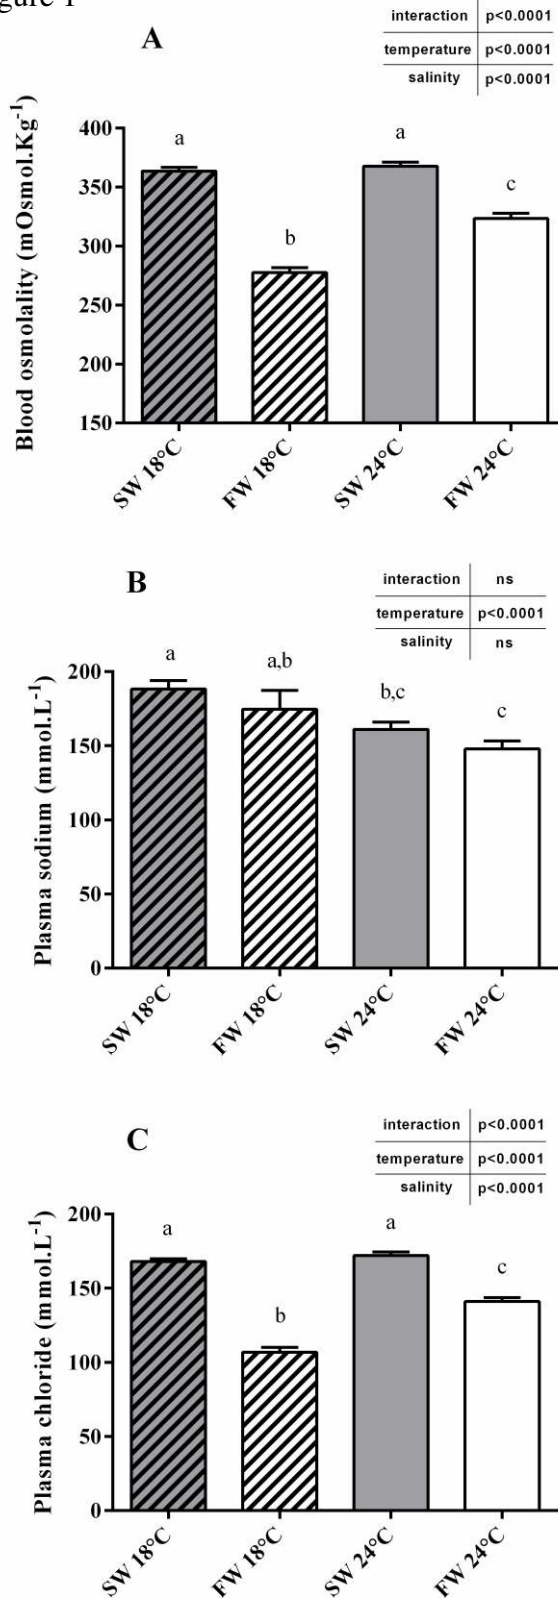 gure 1
A
interaction p<0.0001
temperature p<0.0001
salinity p<0.0001
Blood osmolality (mOsmol.Kg⁻¹)
400
350
300
250
200
150
a
b
a
c
SW 18°C
FW 18°C
SW 24°C
FW 24°C
B
interaction ns
temperature p<0.0001
salinity ns
Plasma sodium (mmol.L⁻¹)
200
150
100
50
0
a
a,b
b,c
c
SW 18°C
FW 18°C
SW 24°C
FW 24°C
C
interaction p<0.0001
temperature p<0.0001
salinity p<0.0001
Plasma chloride (mmol.L⁻¹)
200
150
100
50
0
a
b
a
c
SW 18°C
FW 18°C
SW 24°C
FW 24°C